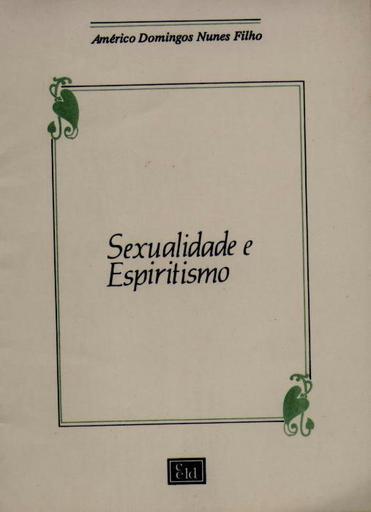 Américo Domingos Nunes Filho
Sexualidade e
Espiritismo